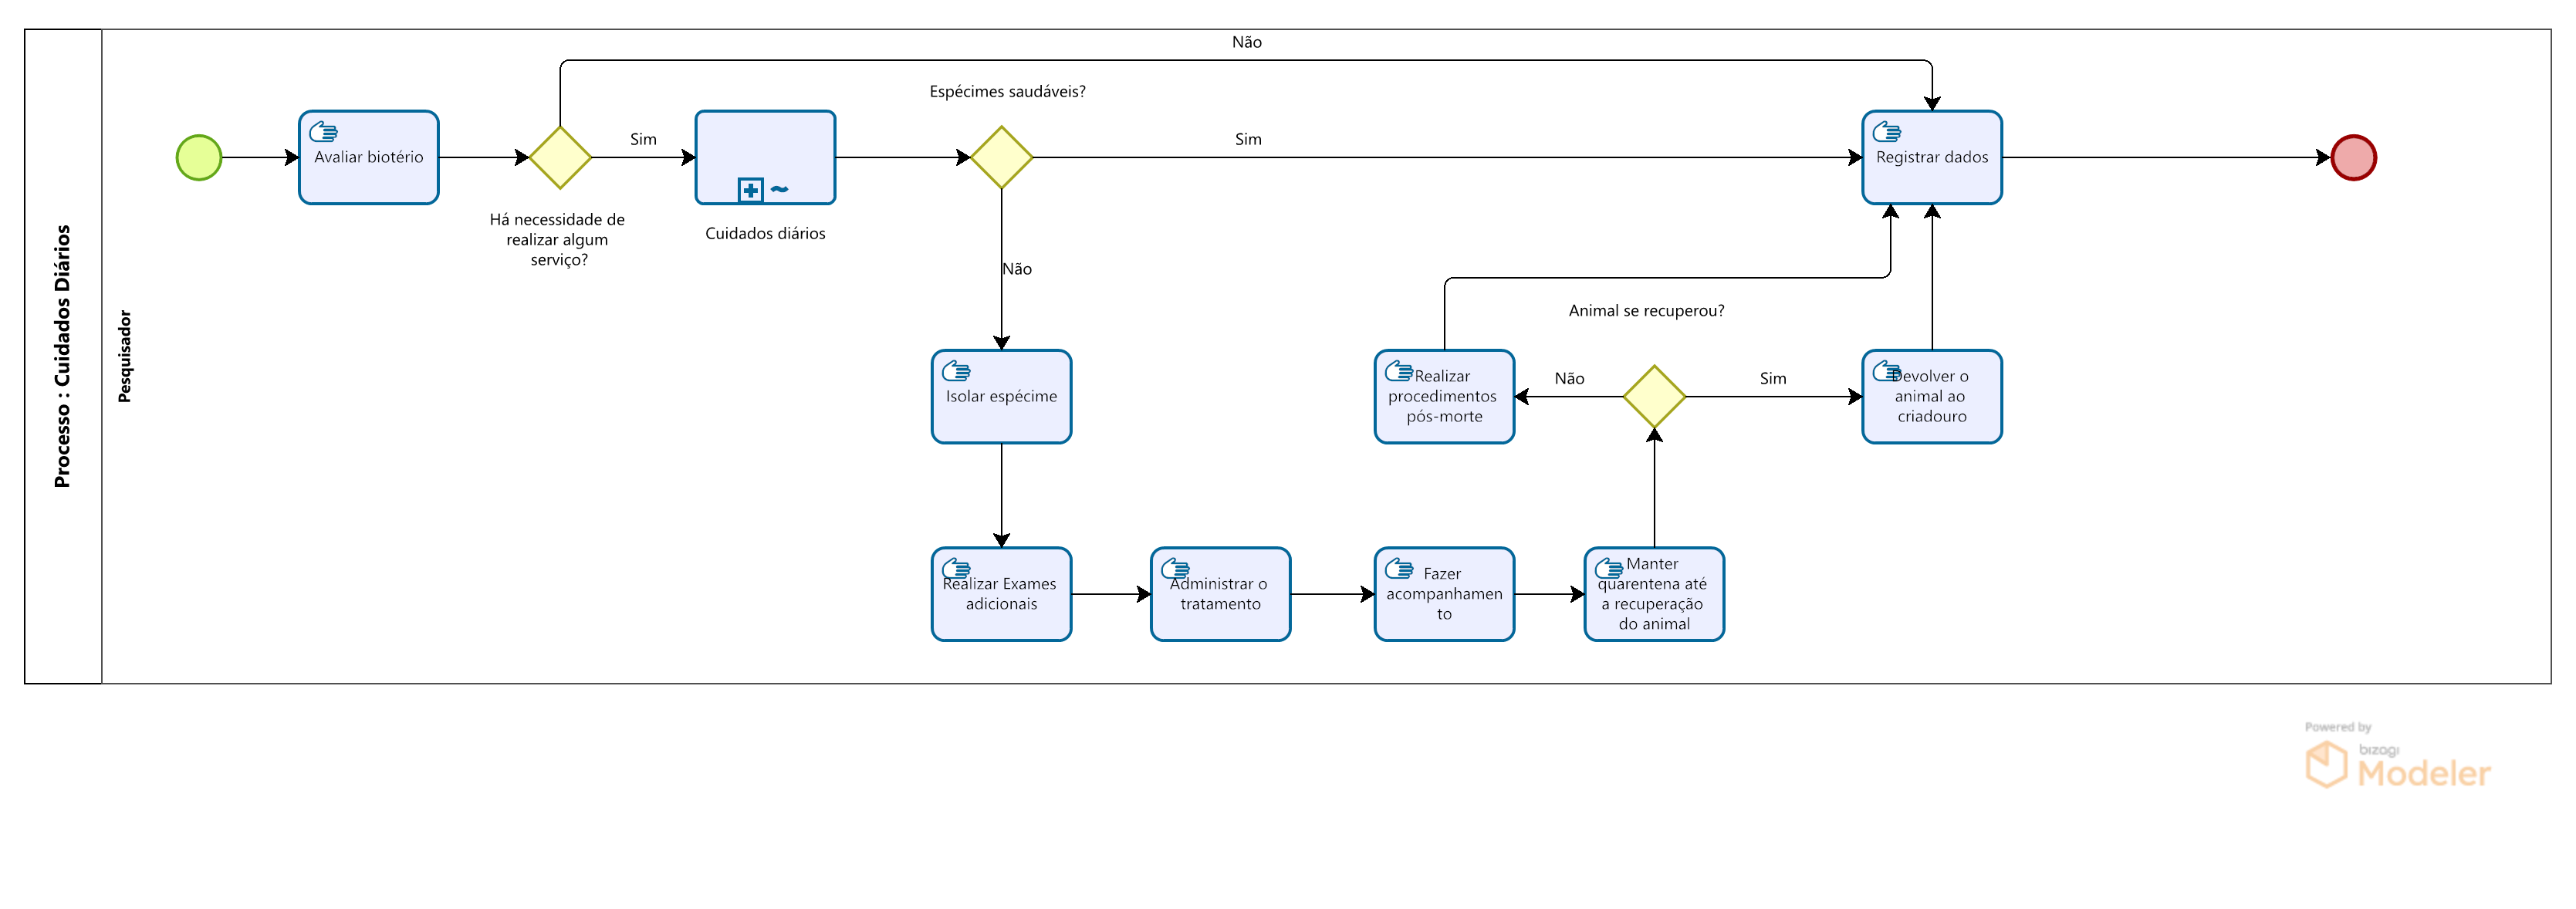 Processo : Cuidados Diários
Pesquisador
Não
Espécimes saudáveis?
Avaliar biotério
Sim
Sim
Registrar dados
Há necessidade de
realizar algum
serviço?
Cuidados diários
Não
Animal se recuperou?
Isolar espécime
Realizar
procedimentos
pós-morte
Não
Sim
Devolver o
animal ao
criadouro
Realizar Exames
adicionais
Administrar o
tratamento
Fazer
acompanhamen
to
Manter
quarentena até
a recuperação
do animal
Powered by
bizagi
Modeler